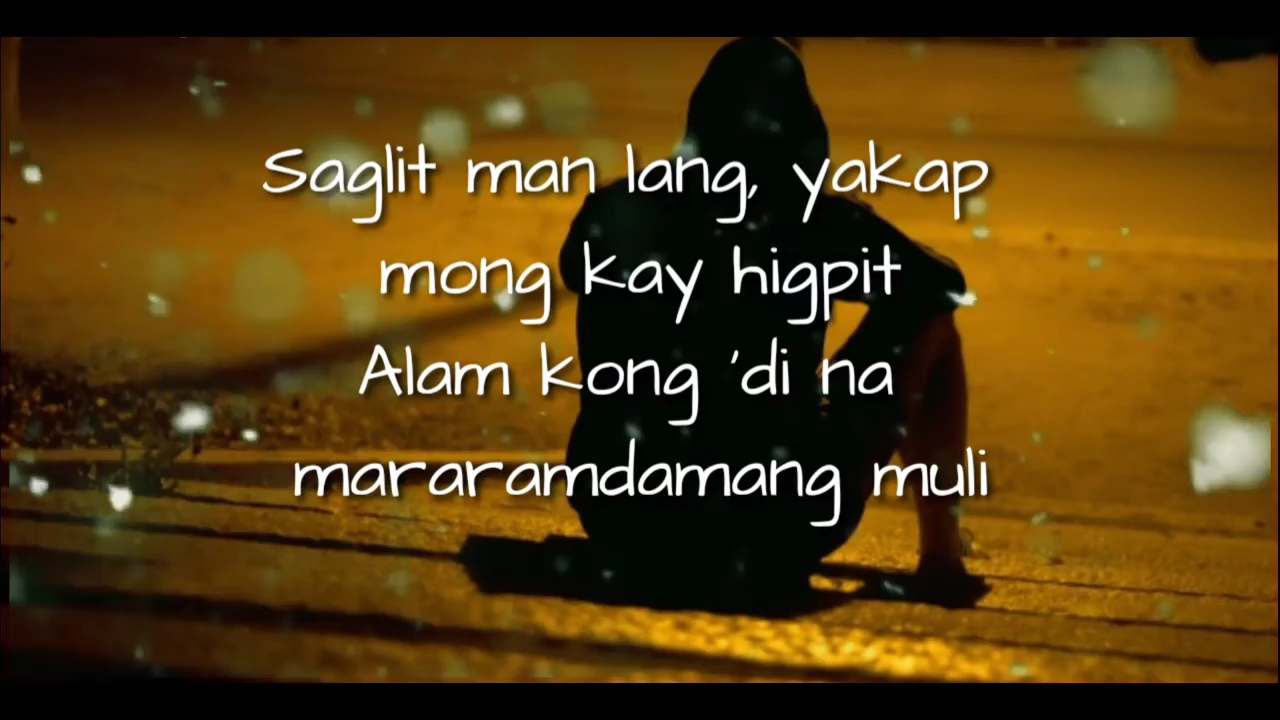 Saglit man lang, yakap
mong kay higpit
Alam kong 'di na
mararamdamang muli